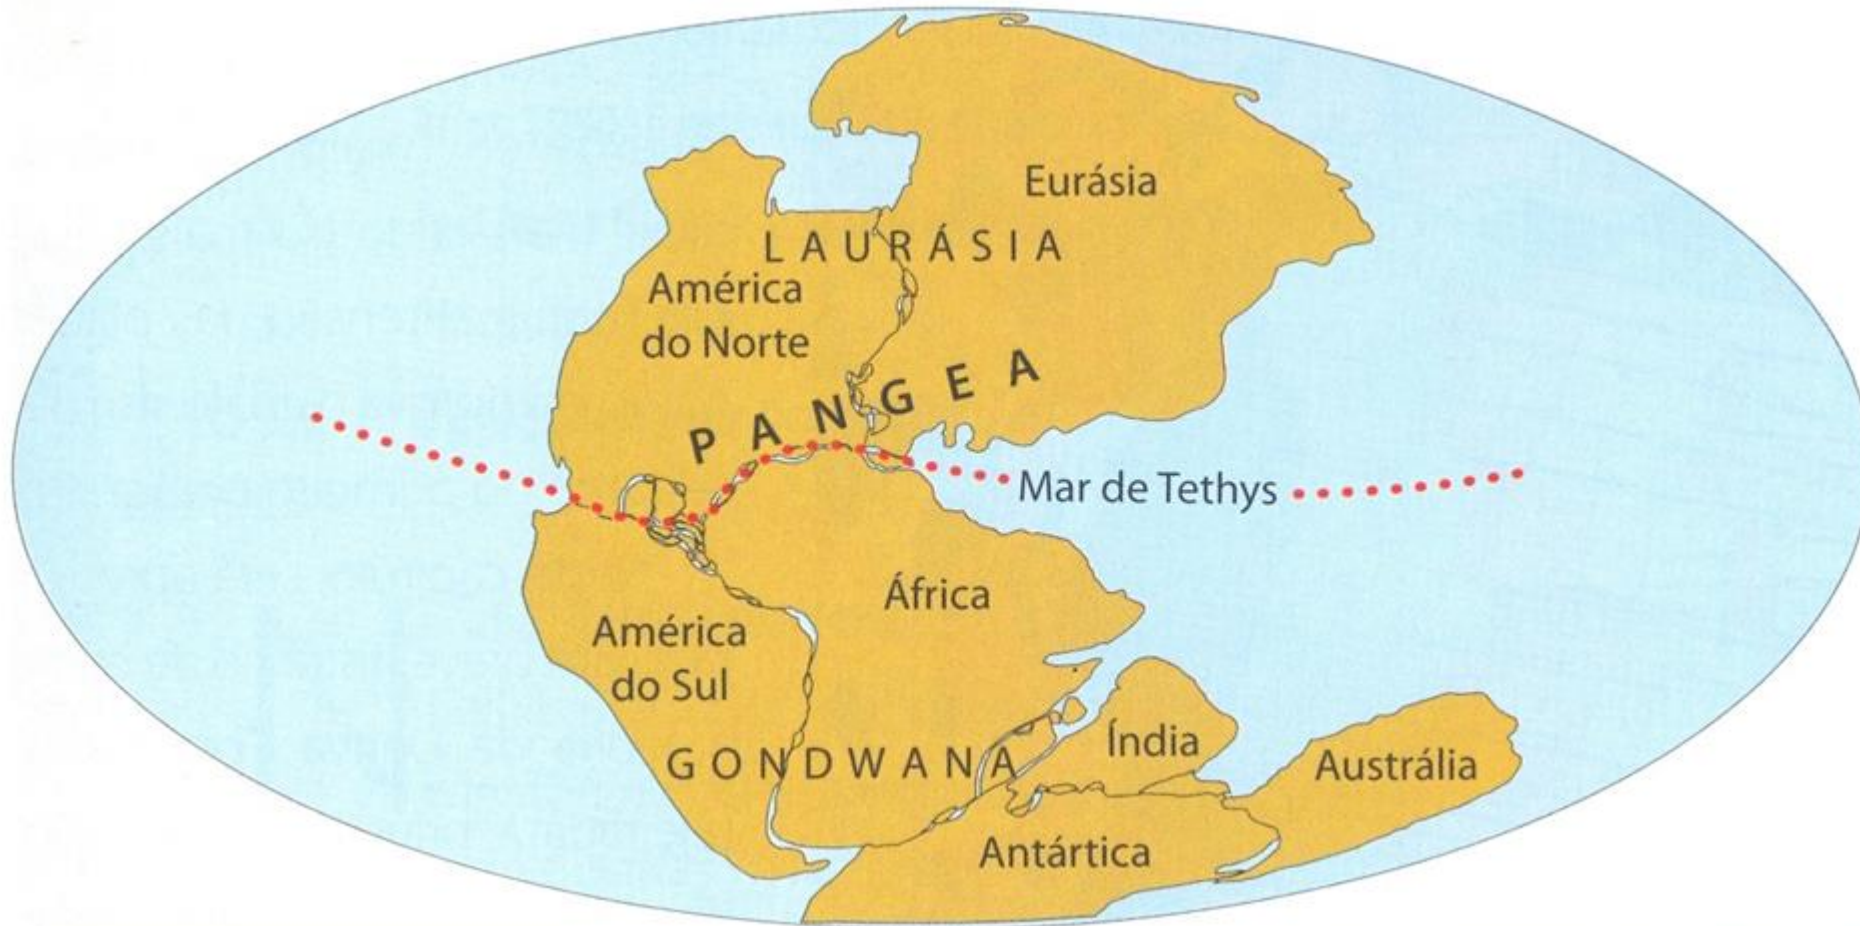 Eurásia
LAURÁSIA
América
do Norte
PANGEA
Mar de Tethys
África
América
do Sul
GONDWANA
Índia
Austrália
Antártica